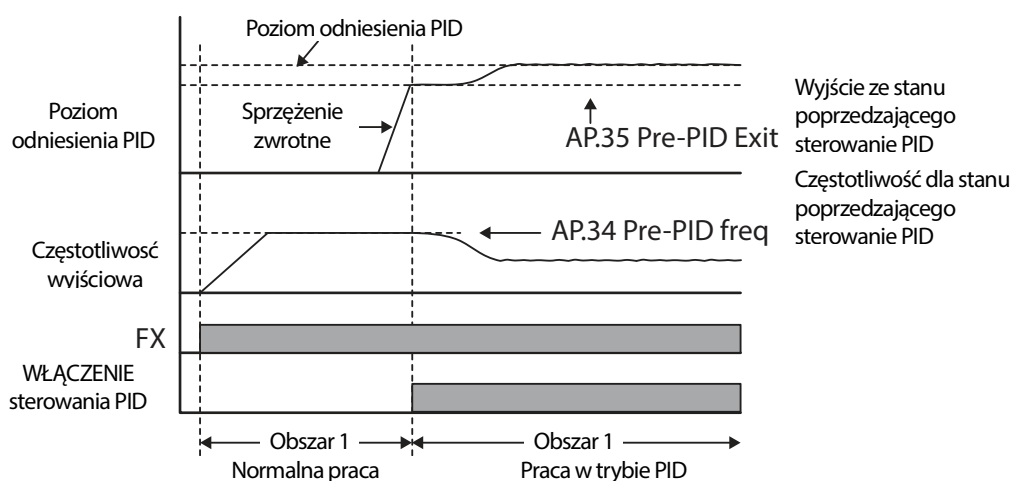 Poziom odniesienia PID
Poziom
odniesienia PID
Sprzężenie
zwrotne
AP.35 Pre-PID Exit
Wyjście ze stanu
poprzedzającego
sterowanie PID
Częstotliwość dla stanu
poprzedzającego
sterowanie PID
AP.34 Pre-PID freq
Częstotliwość
wyjściowa
FX
WŁĄCZENIE
sterowania PID
Obszar 1
Normalna praca
Obszar 1
Praca w trybie PID